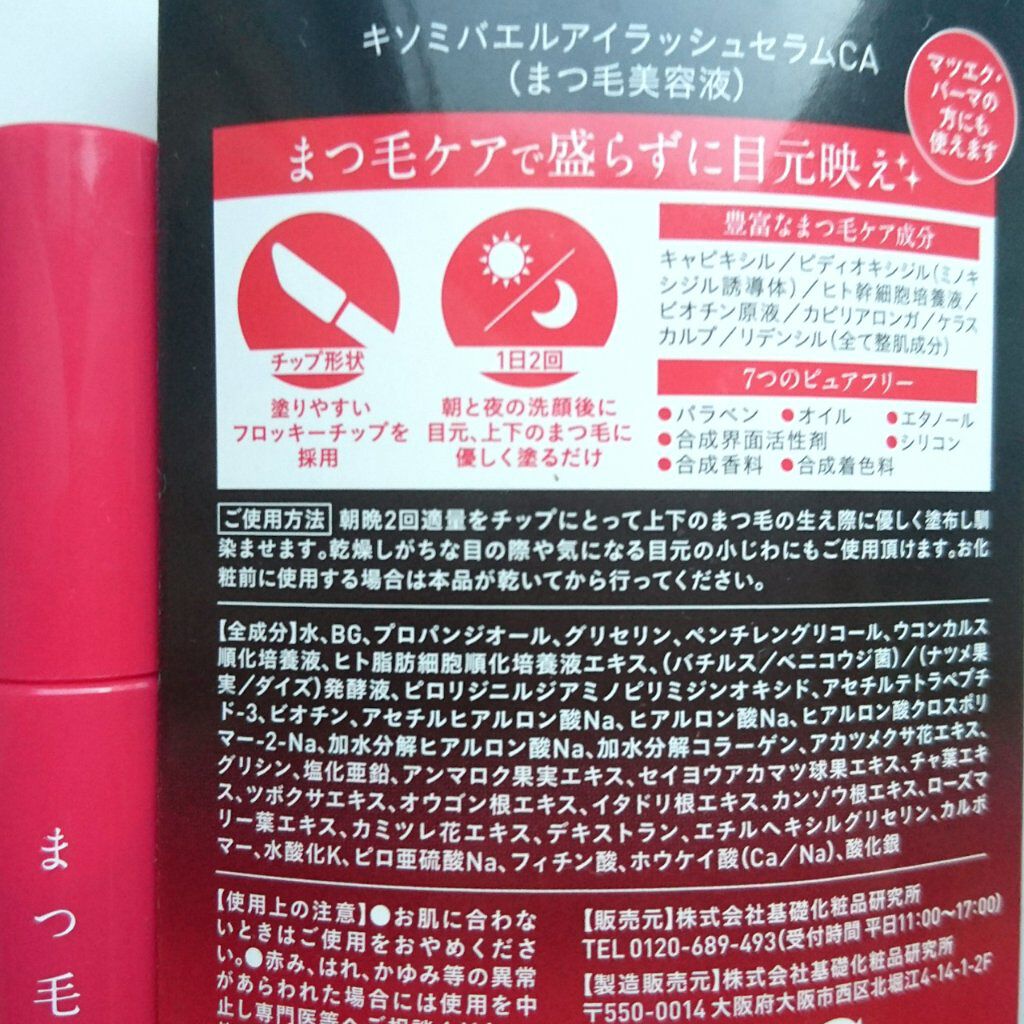 キソミバエルアイラッシュセラムCA
(まつ毛美容液)
マツエク・
パーマの
方にも
使えます
まつ毛ケアで盛らずに目元映え
チップ形状
塗りやすい
フロッキーチップを
採用
1日2回
朝と夜の洗顔後に
目元、上下のまつ毛に
優しく塗るだけ
豊富なまつ毛ケア成分
キャピキシル/ピディオキシジル(ミノキ
シジル誘導体)/ヒト幹細胞培養液/
ビオチン原液/カピリアロンガ/ケラス
カルプ/リデンシル(全て整肌成分)
7つのピュアフリー
●パラベン ●オイル ●エタノール
●合成界面活性剤 ●シリコン
●合成香料 ●合成着色料
ご使用方法 朝晩2回適量をチップにとって上下のまつ毛の生え際に優しく塗布し馴
染ませます。乾燥しがちな目の際や気になる目元の小じわにもご使用頂けます。お化
粧前に使用する場合は本品が乾いてから行ってください。
【全成分】水、BG、プロパンジオール、グリセリン、ペンチレングリコール、ウコンカルス
順化培養液、ヒト脂肪細胞順化培養液エキス、(バチルス/ベニコウジ菌)/(ナツメ果
実/ダイズ)発酵液、ピロリジニルジアミノピリミジンオキシド、アセチルテトラペプチ
ド-3、ビオチン、アセチルヒアルロン酸Na、ヒアルロン酸Na、ヒアルロン酸クロスポリ
マー-2-Na、加水分解ヒアルロン酸Na、加水分解コラーゲン、アカツメクサ花エキス、
グリシン、塩化亜鉛、アンマロク果実エキス、セイヨウアカマツ球果エキス、チャ葉エキ
ス、ツボクサエキス、オウゴン根エキス、イタドリ根エキス、カンゾウ根エキス、ローズマ
リー葉エキス、カミツレ花エキス、デキストラン、エチルヘキシルグリセリン、カルボ
マー、水酸化K、ピロ亜硫酸Na、フィチン酸、ホウケイ酸(Ca/Na)、酸化銀
【使用上の注意】●お肌に合わな
いときはご使用をおやめくださ
い。●赤み、はれ、かゆみ等の異常
があらわれた場合には使用を中
止し専門医等へご相談
【販売元】株式会社基礎化粧品研究所
TEL 0120-689-493(受付時間 平日11:00〜17:00)
【製造販売元】株式会社基礎化粧品研究所
〒550-0014 大阪府大阪市西区北堀江4-14-1-2F
まつ毛